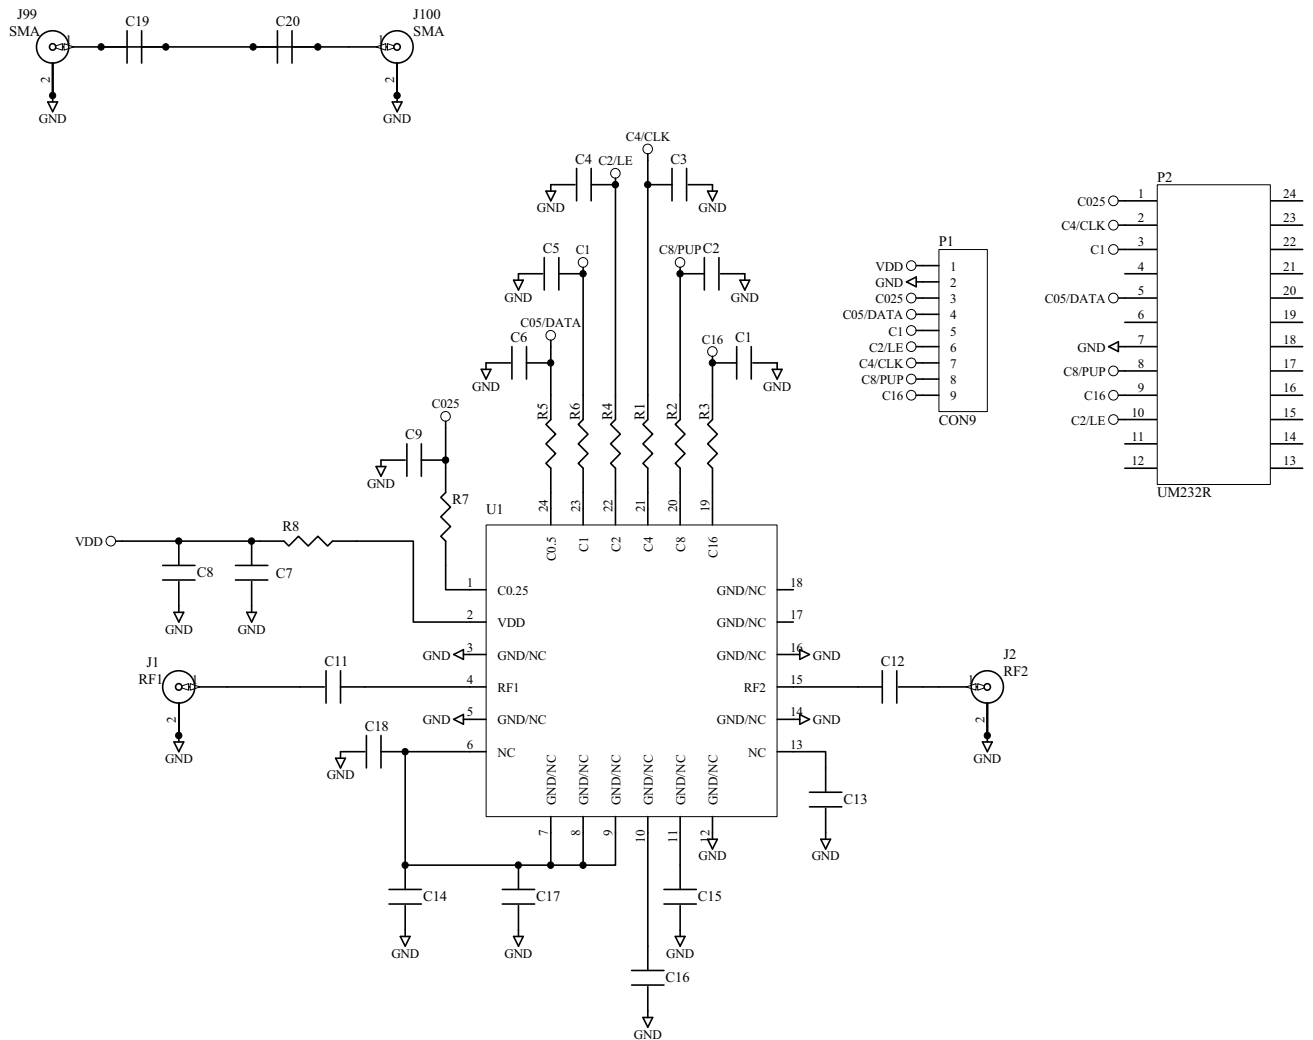 J99
SMA
1
2
GND
C19
C20
J100
SMA
1
2
GND
C4/CLK
C4
C2/LE
C3
GND
GND
C5
C1
C8/PUP
C2
GND
GND
C05/DATA
C6
C16
C1
GND
GND
C025
C9
GND
R7
R5
R6
R4
R1
R2
R3
U1
24
23
22
21
20
19
C0.5
C1
C2
C4
C8
C16
VDD
R8
C8
C7
GND
GND
1
C0.25
2
VDD
GND
3
GND/NC
4
RF1
GND
5
GND/NC
6
NC
GND/NC
18
GND/NC
17
GND/NC
16
GND
RF2
15
GND/NC
14
GND
NC
13
J1
RF1
1
2
GND
C11
C12
J2
RF2
1
2
GND
C18
GND
C13
GND
GND/NC
GND/NC
GND/NC
GND/NC
GND/NC
GND/NC
7
8
9
10
11
12
GND
C14
GND
C17
GND
C15
GND
C16
GND
P1
VDD
1
GND
2
C025
3
C05/DATA
4
C1
5
C2/LE
6
C4/CLK
7
C8/PUP
8
C16
9
CON9
P2
C025
1
24
C4/CLK
2
23
C1
3
22
4
21
C05/DATA
5
20
6
19
GND
7
18
C8/PUP
8
17
C16
9
16
C2/LE
10
15
11
14
12
13
UM232R